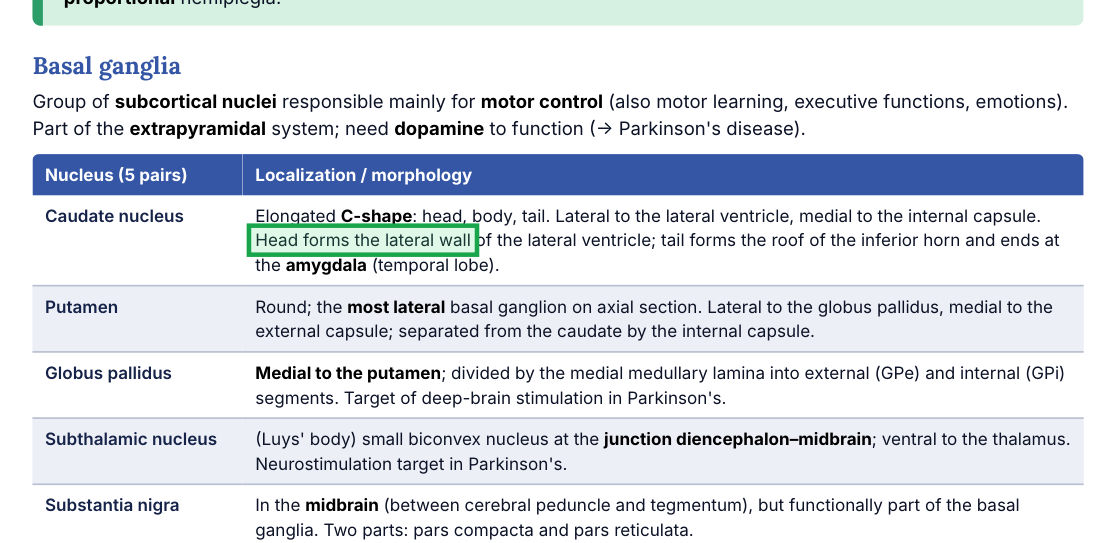 proportional hemiplegia.
Basal ganglia
Group of subcortical nuclei responsible mainly for motor control (also motor learning, executive functions, emotions).
Part of the extrapyramidal system; need dopamine to function (→ Parkinson's disease).
Nucleus (5 pairs) Localization / morphology
Caudate nucleus Elongated C-shape: head, body, tail. Lateral to the lateral ventricle, medial to the internal capsule.
Head forms the lateral wall of the lateral ventricle; tail forms the roof of the inferior horn and ends at
the amygdala (temporal lobe).
Putamen Round; the most lateral basal ganglion on axial section. Lateral to the globus pallidus, medial to the
external capsule; separated from the caudate by the internal capsule.
Globus pallidus Medial to the putamen; divided by the medial medullary lamina into external (GPe) and internal (GPi)
segments. Target of deep-brain stimulation in Parkinson's.
Subthalamic nucleus (Luys' body) small biconvex nucleus at the junction diencephalon–midbrain; ventral to the thalamus.
Neurostimulation target in Parkinson's.
Substantia nigra In the midbrain (between cerebral peduncle and tegmentum), but functionally part of the basal
ganglia. Two parts: pars compacta and pars reticulata.